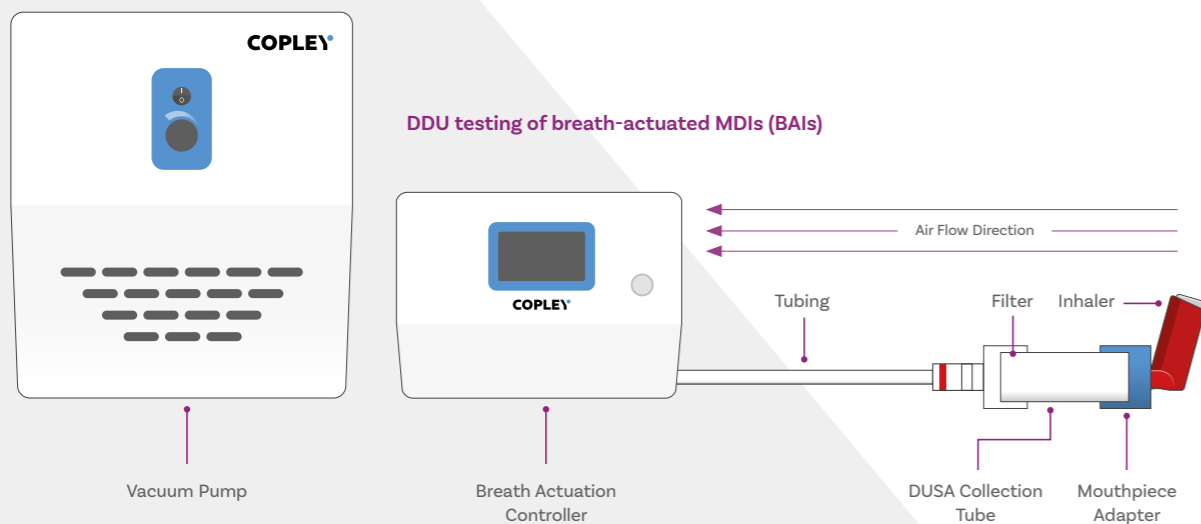 COPLEY
I
O
DDU testing of breath-actuated MDIs (BAIs)
Air Flow Direction
COPLEY
Tubing
Filter
Inhaler
Vacuum Pump
Breath Actuation
Controller
DUSA Collection
Tube
Mouthpiece
Adapter